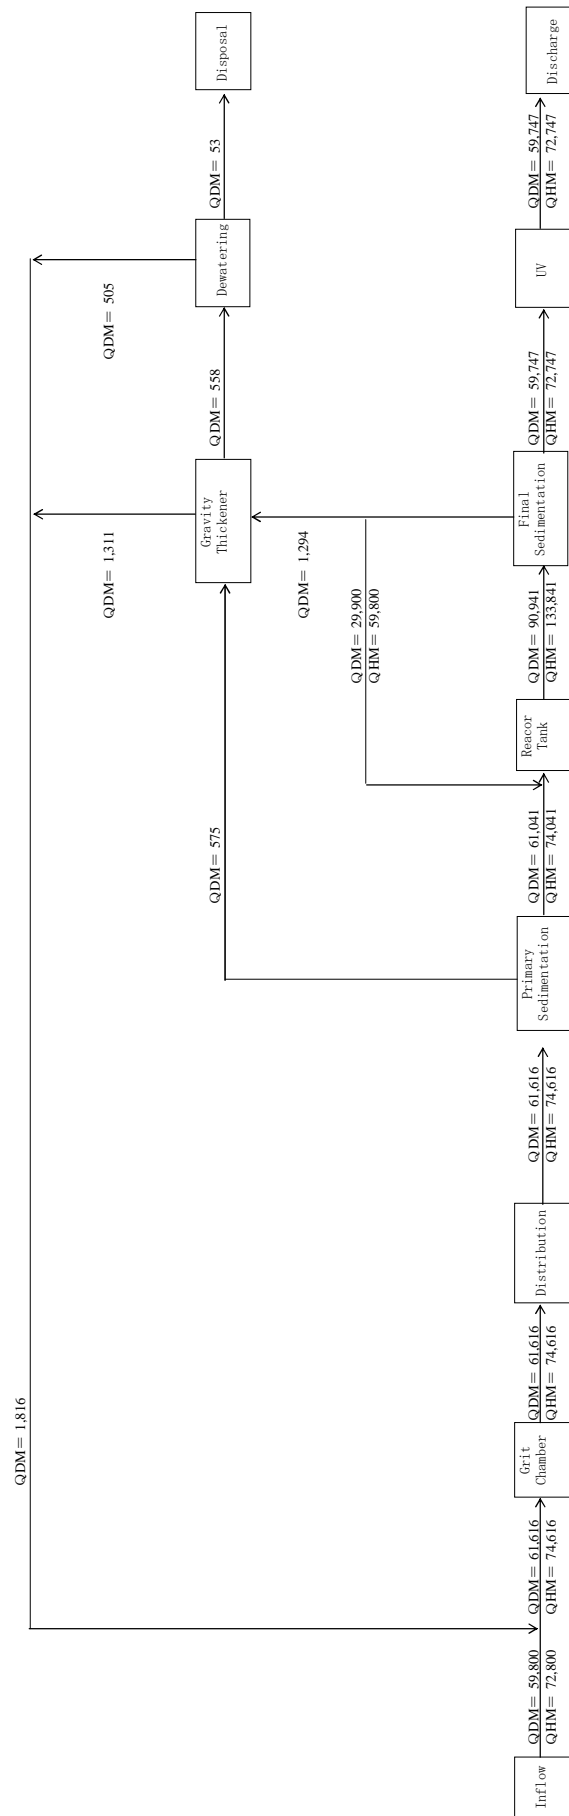 QDM= 1,816
QDM= 1,311
QDM= 505
Gravity
Thickener
QDM= 558
Dewatering
QDM= 53
Disposal
QDM= 575
QDM= 1,294
QDM= 29,900
QHM= 59,800
Inflow
QDM= 59,800
QHM= 72,800
QDM= 61,616
QHM= 74,616
Grit
Chamber
QDM= 61,616
QHM= 74,616
Distribution
QDM= 61,616
QHM= 74,616
Primary
Sedimentation
QDM= 61,041
QHM= 74,041
Reacor
Tank
QDM= 90,941
QHM= 133,841
Final
Sedimentation
QDM= 59,747
QHM= 72,747
UV
QDM= 59,747
QHM= 72,747
Discharge